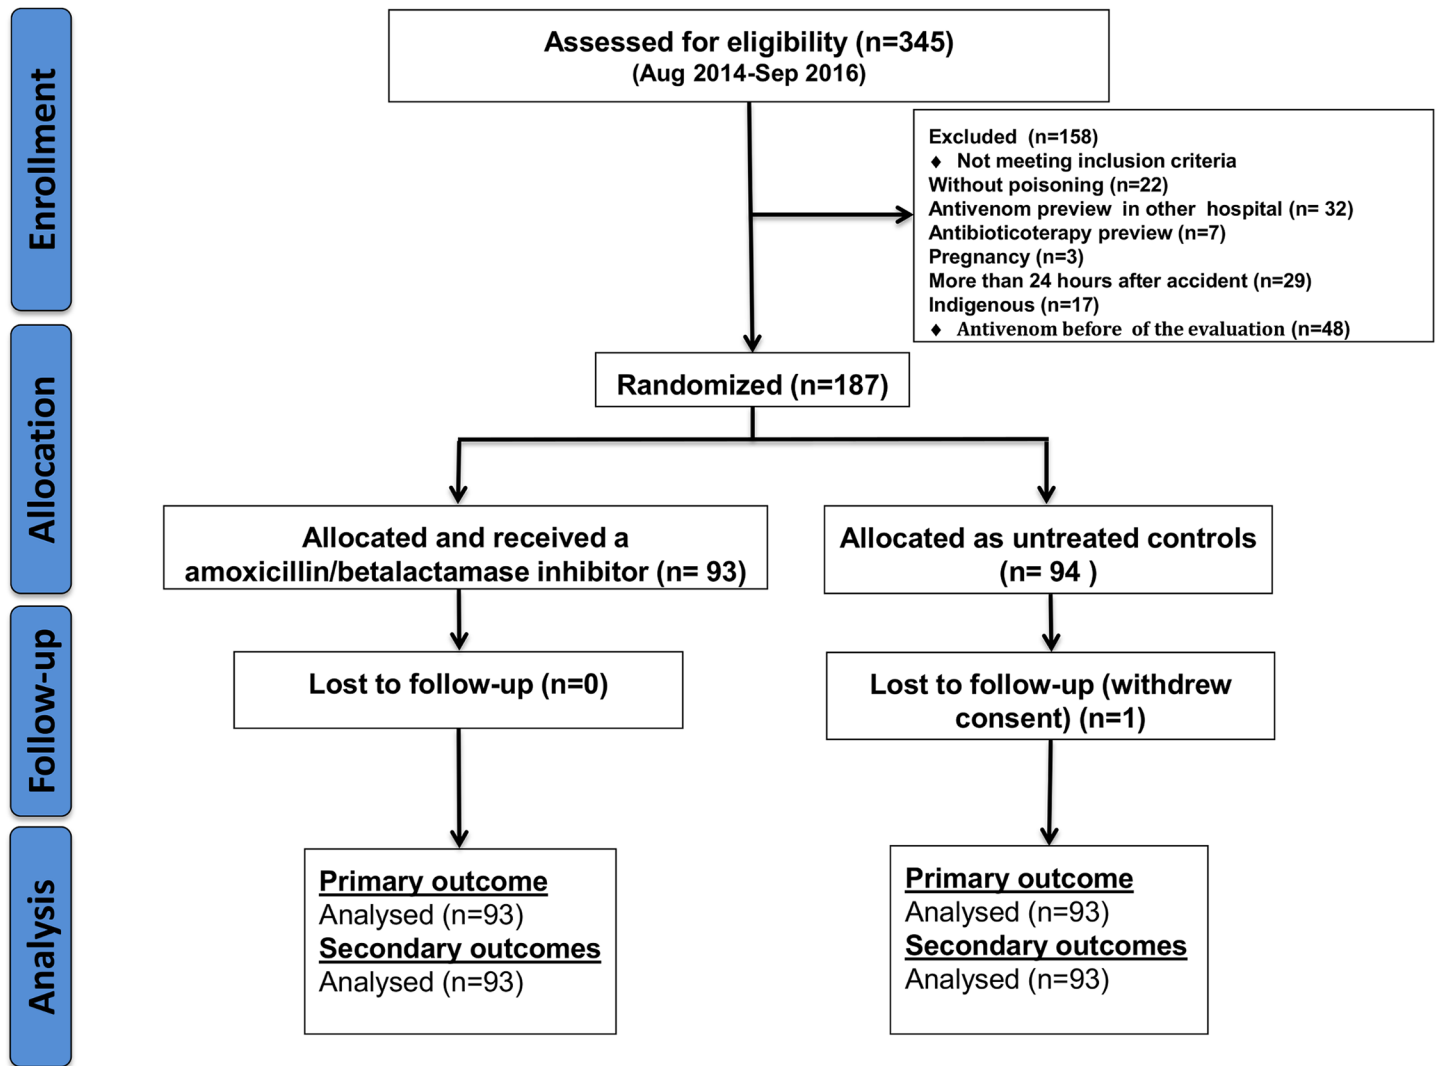 Enrollment
Assessed for eligibility (n=345)
(Aug 2014-Sep 2016)
Excluded (n=158)
♦ Not meeting inclusion criteria
Without poisoning (n=22)
Antivenom preview in other hospital (n= 32)
Antibioticoterapy preview (n=7)
Pregnancy (n=3)
More than 24 hours after accident (n=29)
Indigenous (n=17)
♦ Antivenom before of the evaluation (n=48)
Randomized (n=187)
Allocation
Allocated and received a
amoxicillin/betalactamase inhibitor (n= 93)
Allocated as untreated controls
(n= 94 )
Follow-up
Lost to follow-up (n=0)
Lost to follow-up (withdrew
consent) (n=1)
Analysis
Primary outcome
Analysed (n=93)
Secondary outcomes
Analysed (n=93)
Primary outcome
Analysed (n=93)
Secondary outcomes
Analysed (n=93)